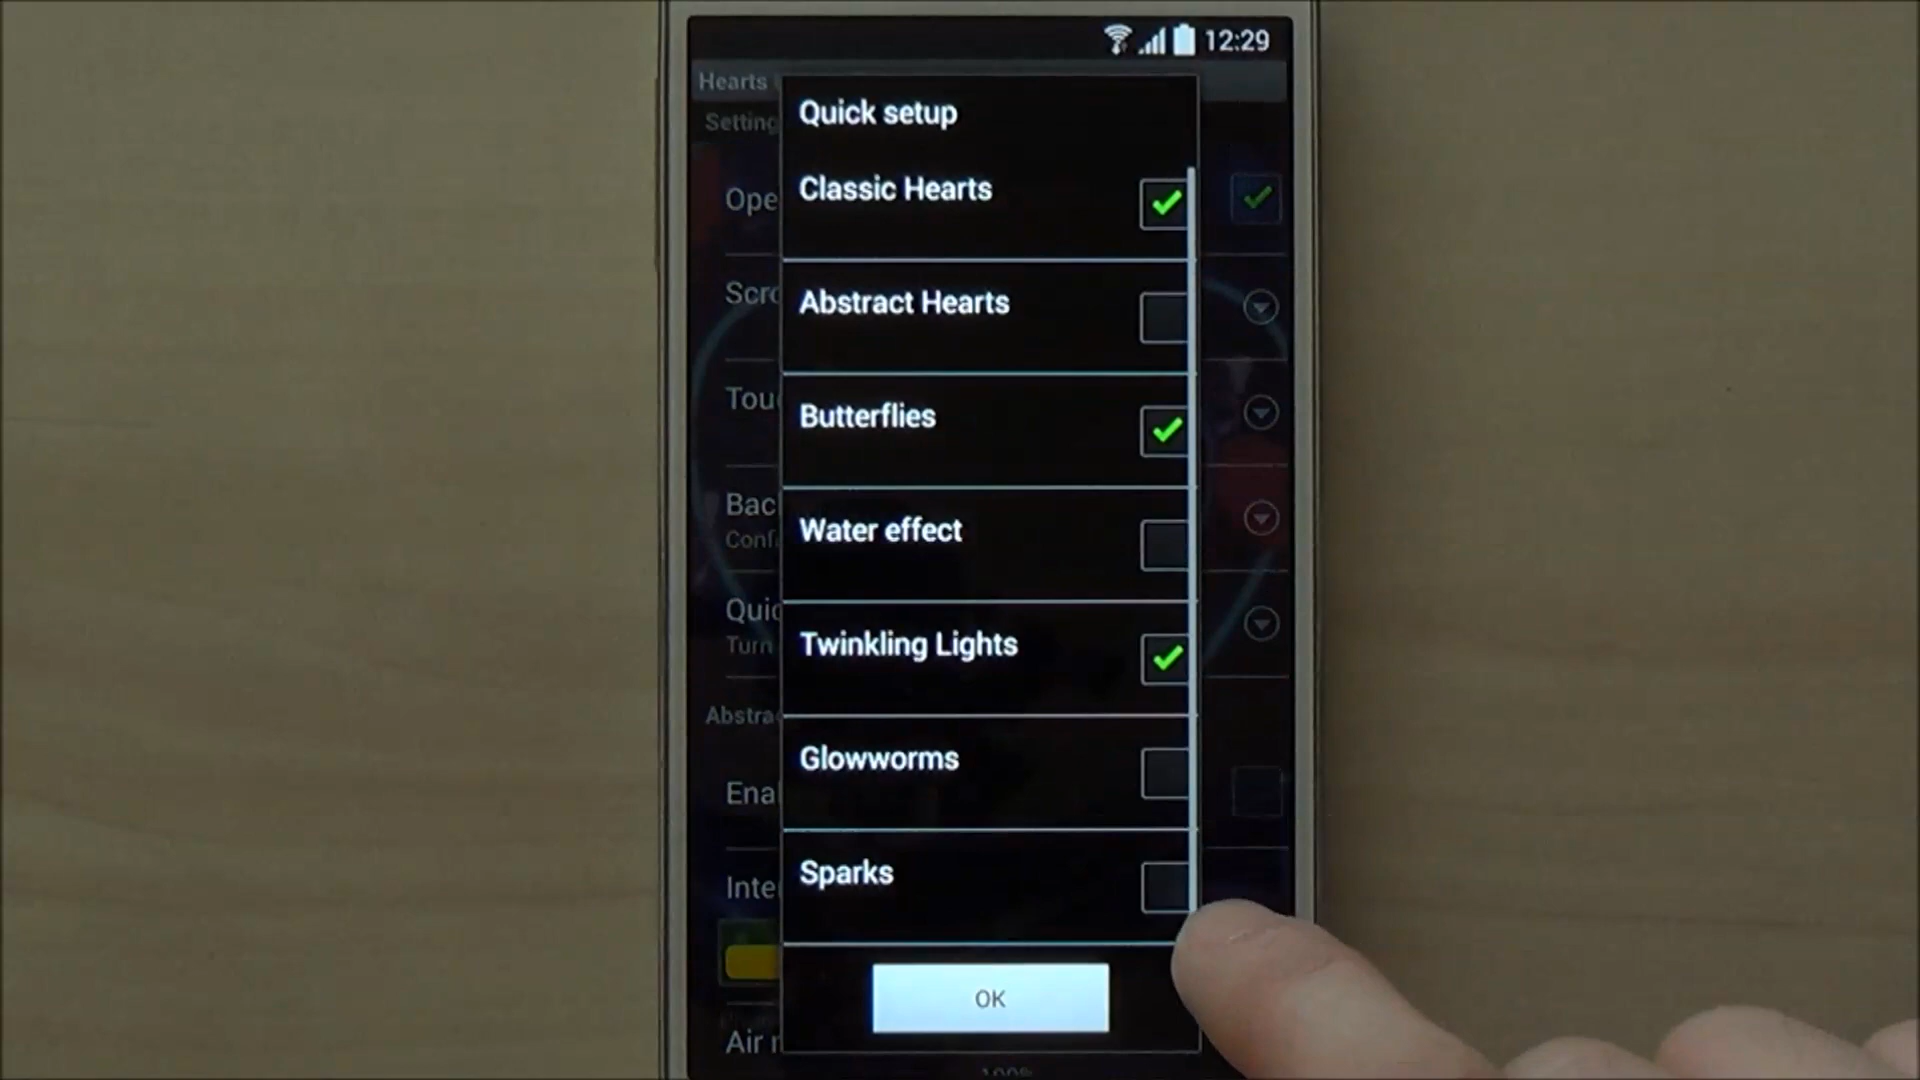 12:29
Hearts
Setting
Quick setup
Ope
Classic Hearts
Scro
Abstract Hearts
Tou
Butterflies
Bac
Conf
Water effect
Quic
Turn
Twinkling Lights
Abstra
Glowworms
Ena
Sparks
Inte
OK
Air
100%